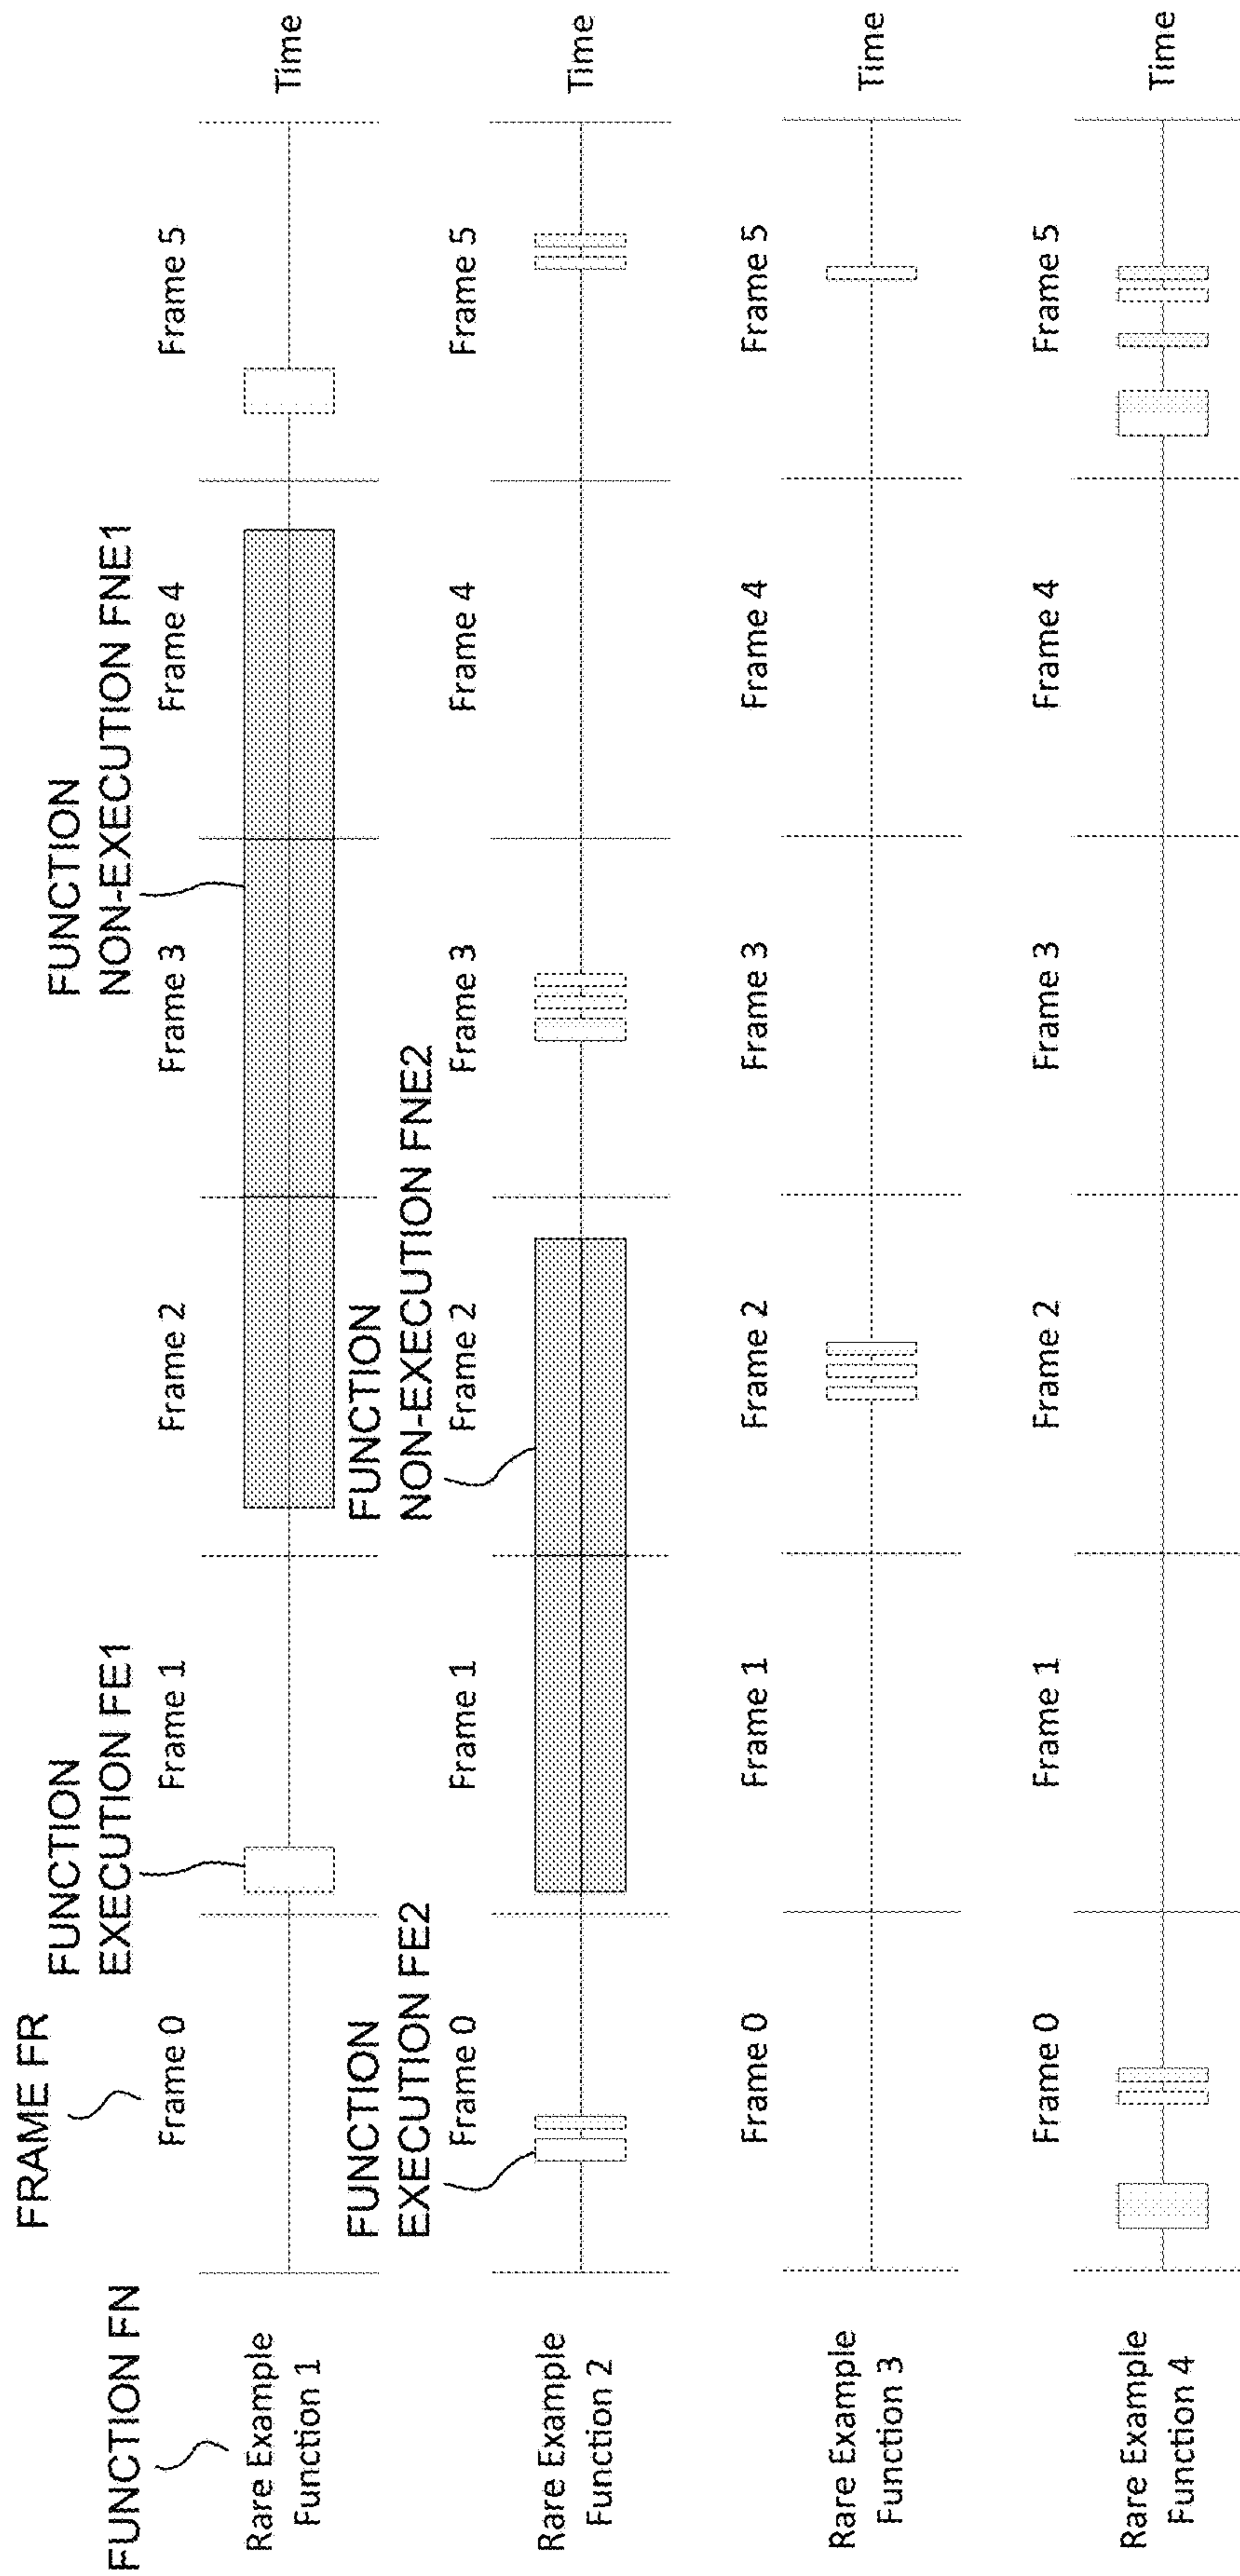 FUNCTION FN
FRAME FR
FUNCTION
EXECUTION FE1
FUNCTION
NON-EXECUTION FNE1
Rare Example
Function 1
Frame 0
Frame 1
Frame 2
Frame 3
Frame 4
Frame 5
Time
FUNCTION
EXECUTION FE2
FUNCTION
NON-EXECUTION FNE2
Rare Example
Function 2
Frame 0
Frame 1
Frame 2
Frame 3
Frame 4
Frame 5
Time
Rare Example
Function 3
Frame 0
Frame 1
Frame 2
Frame 3
Frame 4
Frame 5
Time
Rare Example
Function 4
Frame 0
Frame 1
Frame 2
Frame 3
Frame 4
Frame 5
Time